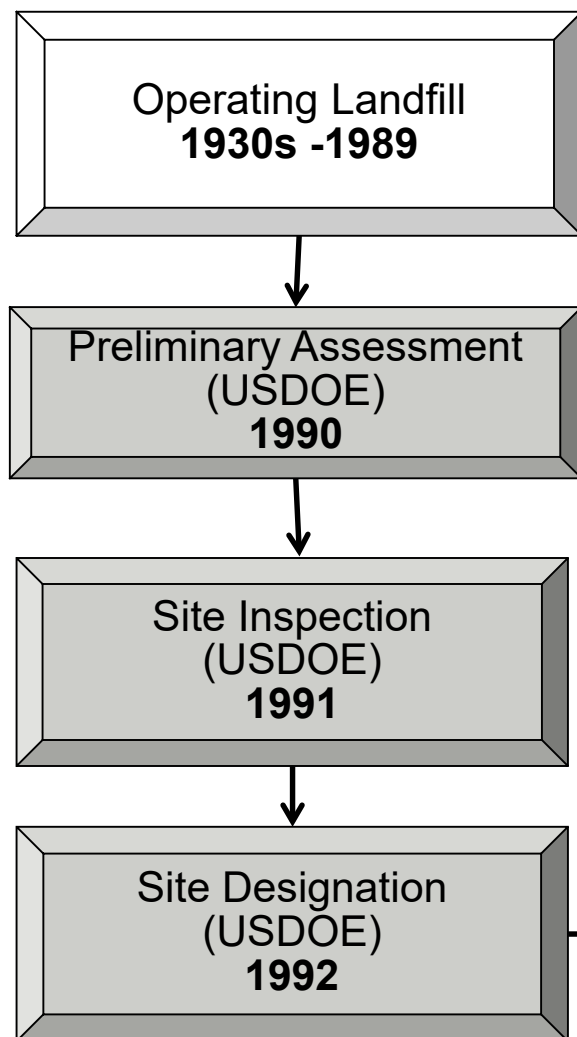 Operating Landfill
1930s -1989
Preliminary Assessment
(USDOE)
1990
Site Inspection
(USDOE)
1991
Site Designation
(USDOE)
1992